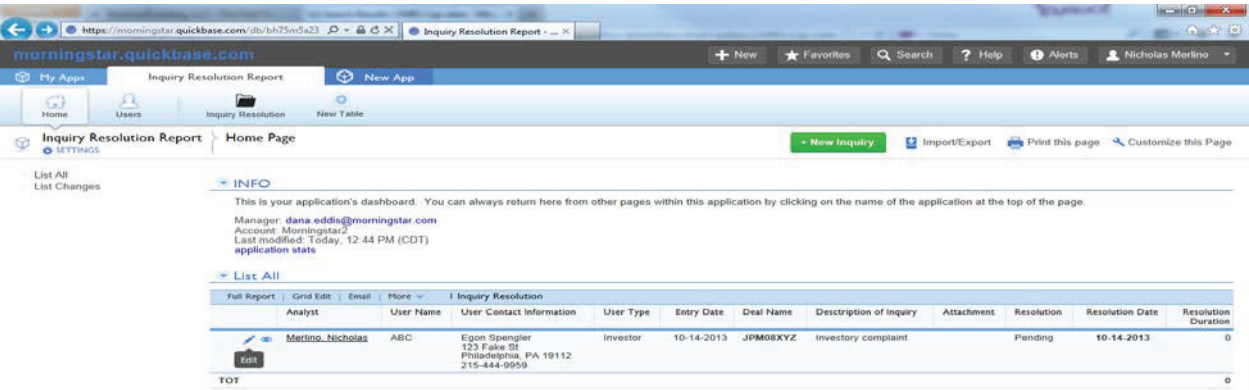 https://morningstar.quickbase.com/db/bh75m5a23
Inquiry Resolution Report - ...
morningstar.quickbase.com
New
Favorites
Search
Help
Alerts
Nicholas Merlino
My Apps
Inquiry Resolution Report
New App
Home
Users
Inquiry Resolution
New Table
Inquiry Resolution Report
Home Page
SETTINGS
+ New Inquiry
Import/Export
Print this page
Customize this Page
List All
List Changes
INFO
This is your application's dashboard. You can always return here from other pages within this application by clicking on the name of the application at the top of the page.
Manager: dana.eddis@morningstar.com
Account: Morningstar2
Last modified: Today, 12:44 PM (CDT)
application stats
List All
Full Report | Grid Edit | Email | More
1 Inquiry Resolution
Analyst User Name User Contact Information User Type Entry Date Deal Name Desctription of Inquiry Attachment Resolution Resolution Date Resolution
Duration
Merlino, Nicholas ABC Egon Spengler Investor 10-14-2013 JPM08XYZ Investory complaint Pending 10-14-2013 0
123 Fake St
Philadelphia, PA 19112
215-444-9959
Edit
TOT 0